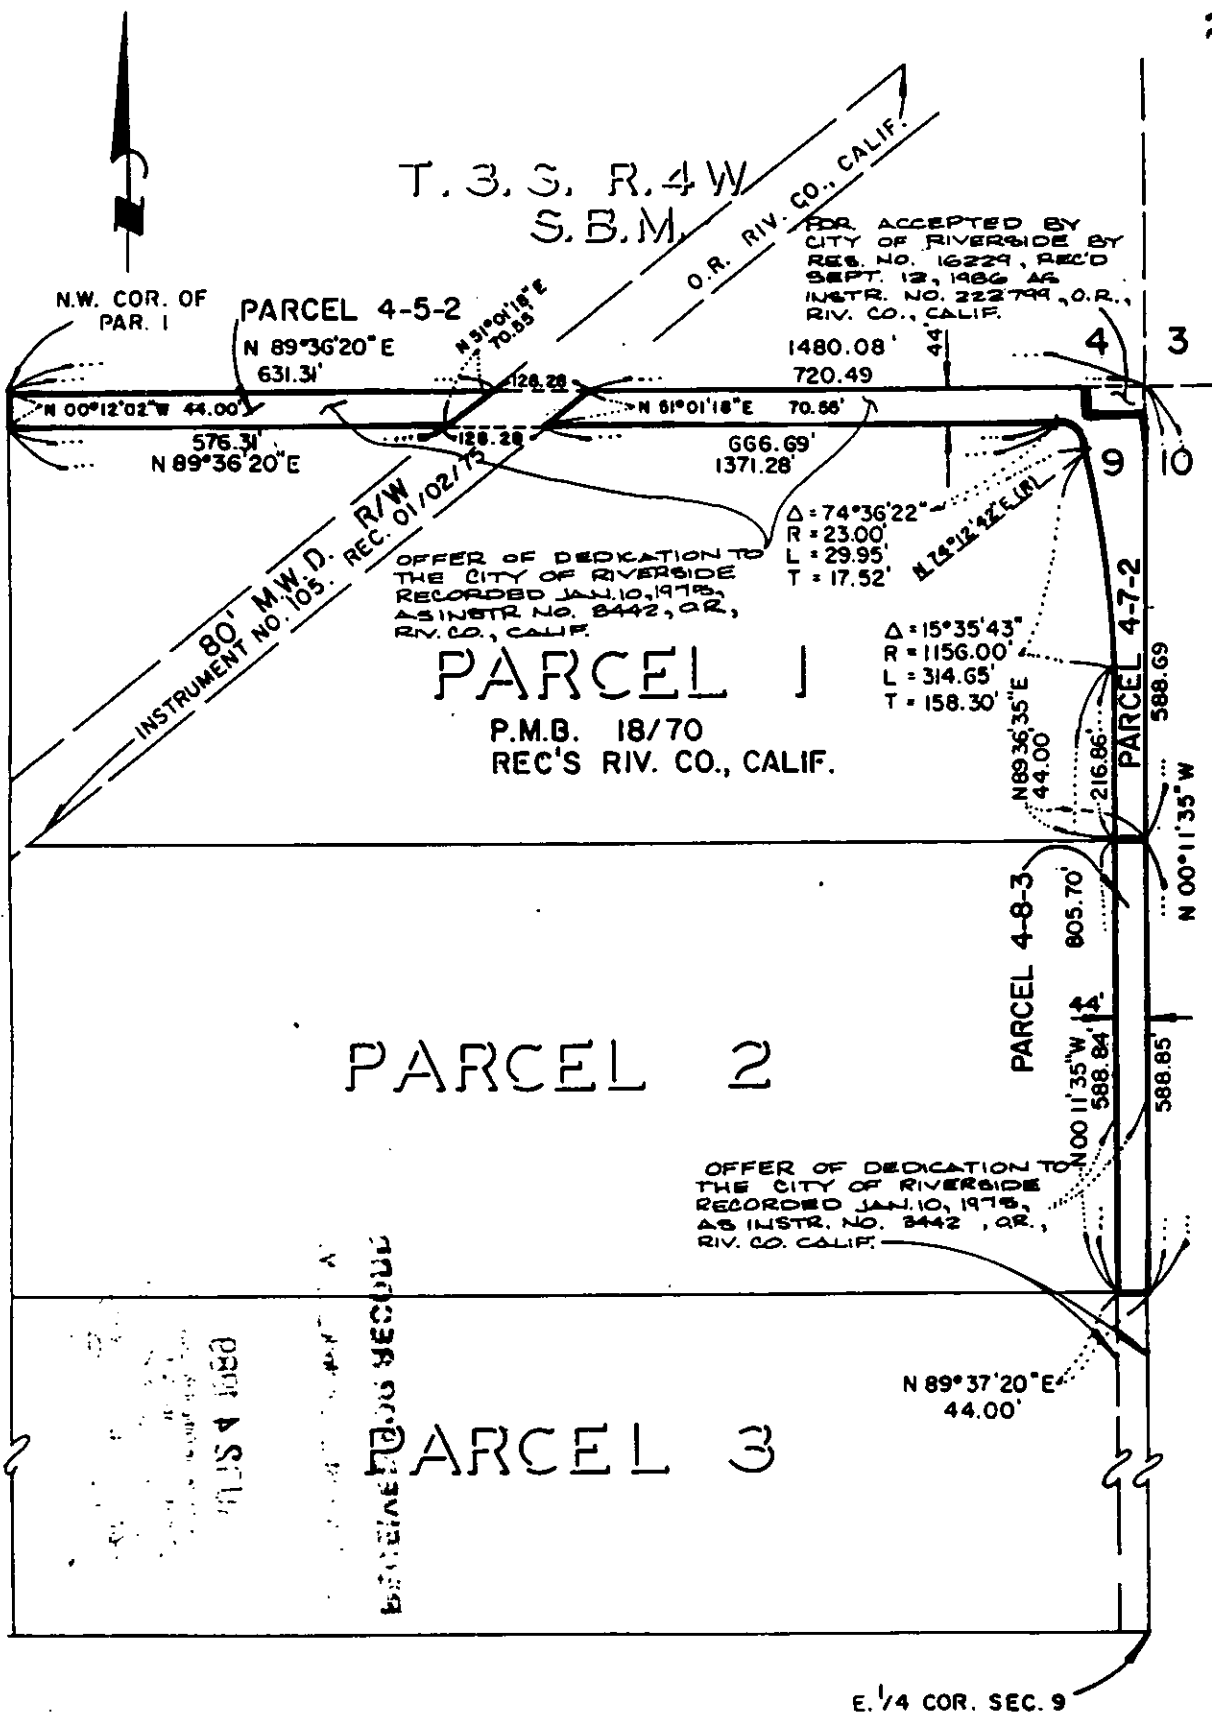 T. 3. S. R. 4 W
S. B. M.
N
O.R. RIV. CO., CALIF.
FOR ACCEPTED BY
CITY OF RIVERSIDE BY
RES. NO. 16229, REC'D
SEPT. 12, 1986 AS
INSTR. NO. 222799, O.R.,
RIV. CO., CALIF.
N.W. COR. OF
PAR. 1
PARCEL 4-5-2
N 89°36'20" E
631.31'
N 51°01'18" E
70.55'
1480.08'
720.49
44'
4
3
128.28
N 00°12'02" W 44.00'
N 51°01'18"E 70.56'
576.31'
N 89°36'20"E
128.28
666.69'
1371.28'
9
10
Δ = 74°36'22"
R = 23.00'
L = 29.95'
T = 17.52'
N 74°12'42"E (R)
80' M.W.D. R/W
INSTRUMENT NO. 105. REC. 01/02/75
OFFER OF DEDICATION TO
THE CITY OF RIVERSIDE
RECORDED JAN. 10, 1975,
AS INSTR NO. 3442, O.R.,
RIV. CO., CALIF.
Δ = 15°35'43"
R = 1156.00'
L = 314.65'
T = 158.30'
PARCEL 4-7-2
588.69
PARCEL 1
P.M.B. 18/70
REC'S RIV. CO., CALIF.
N89 36'35"E
44.00
216.86'
N 00°11'35" W
PARCEL 4-8-3
805.70'
44'
N00 11'35"W
588.84'
588.85'
PARCEL 2
OFFER OF DEDICATION TO
THE CITY OF RIVERSIDE
RECORDED JAN. 10, 1975,
AS INSTR. NO. 3442, O.R.,
RIV. CO. CALIF.
N 89°37'20"E
44.00'
PARCEL 3
E. 1/4 COR. SEC. 9